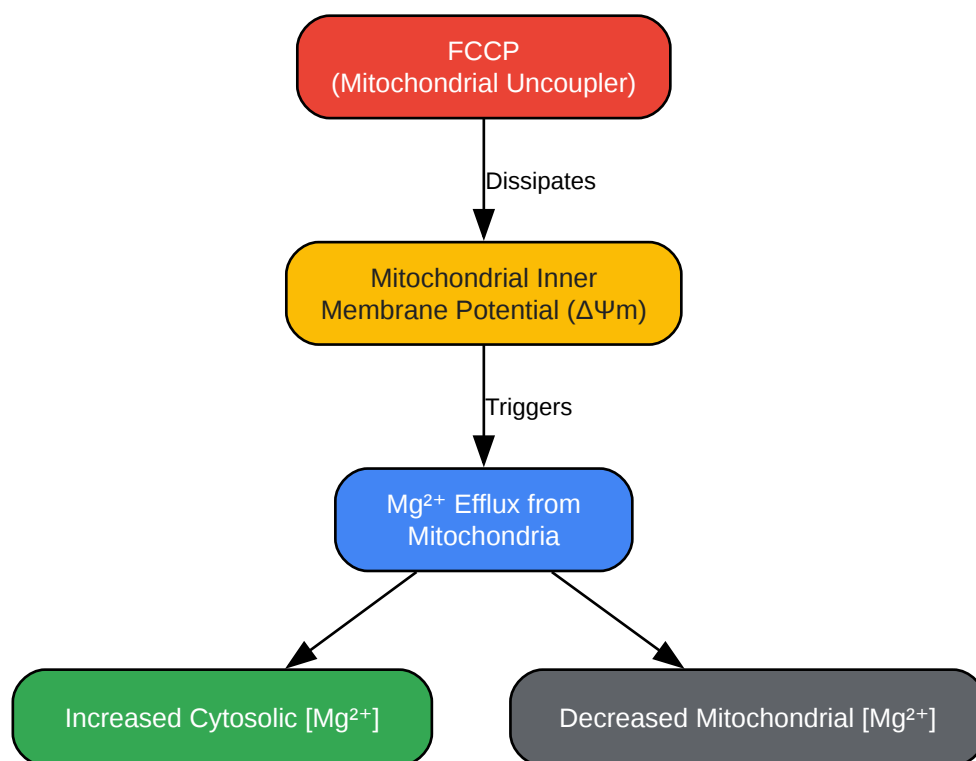 FCCP
(Mitochondrial Uncoupler)
Dissipates
Mitochondrial Inner
Membrane Potential (ΔΨm)
Triggers
Mg²⁺ Efflux from
Mitochondria
Increased Cytosolic [Mg²⁺]
Decreased Mitochondrial [Mg²⁺]